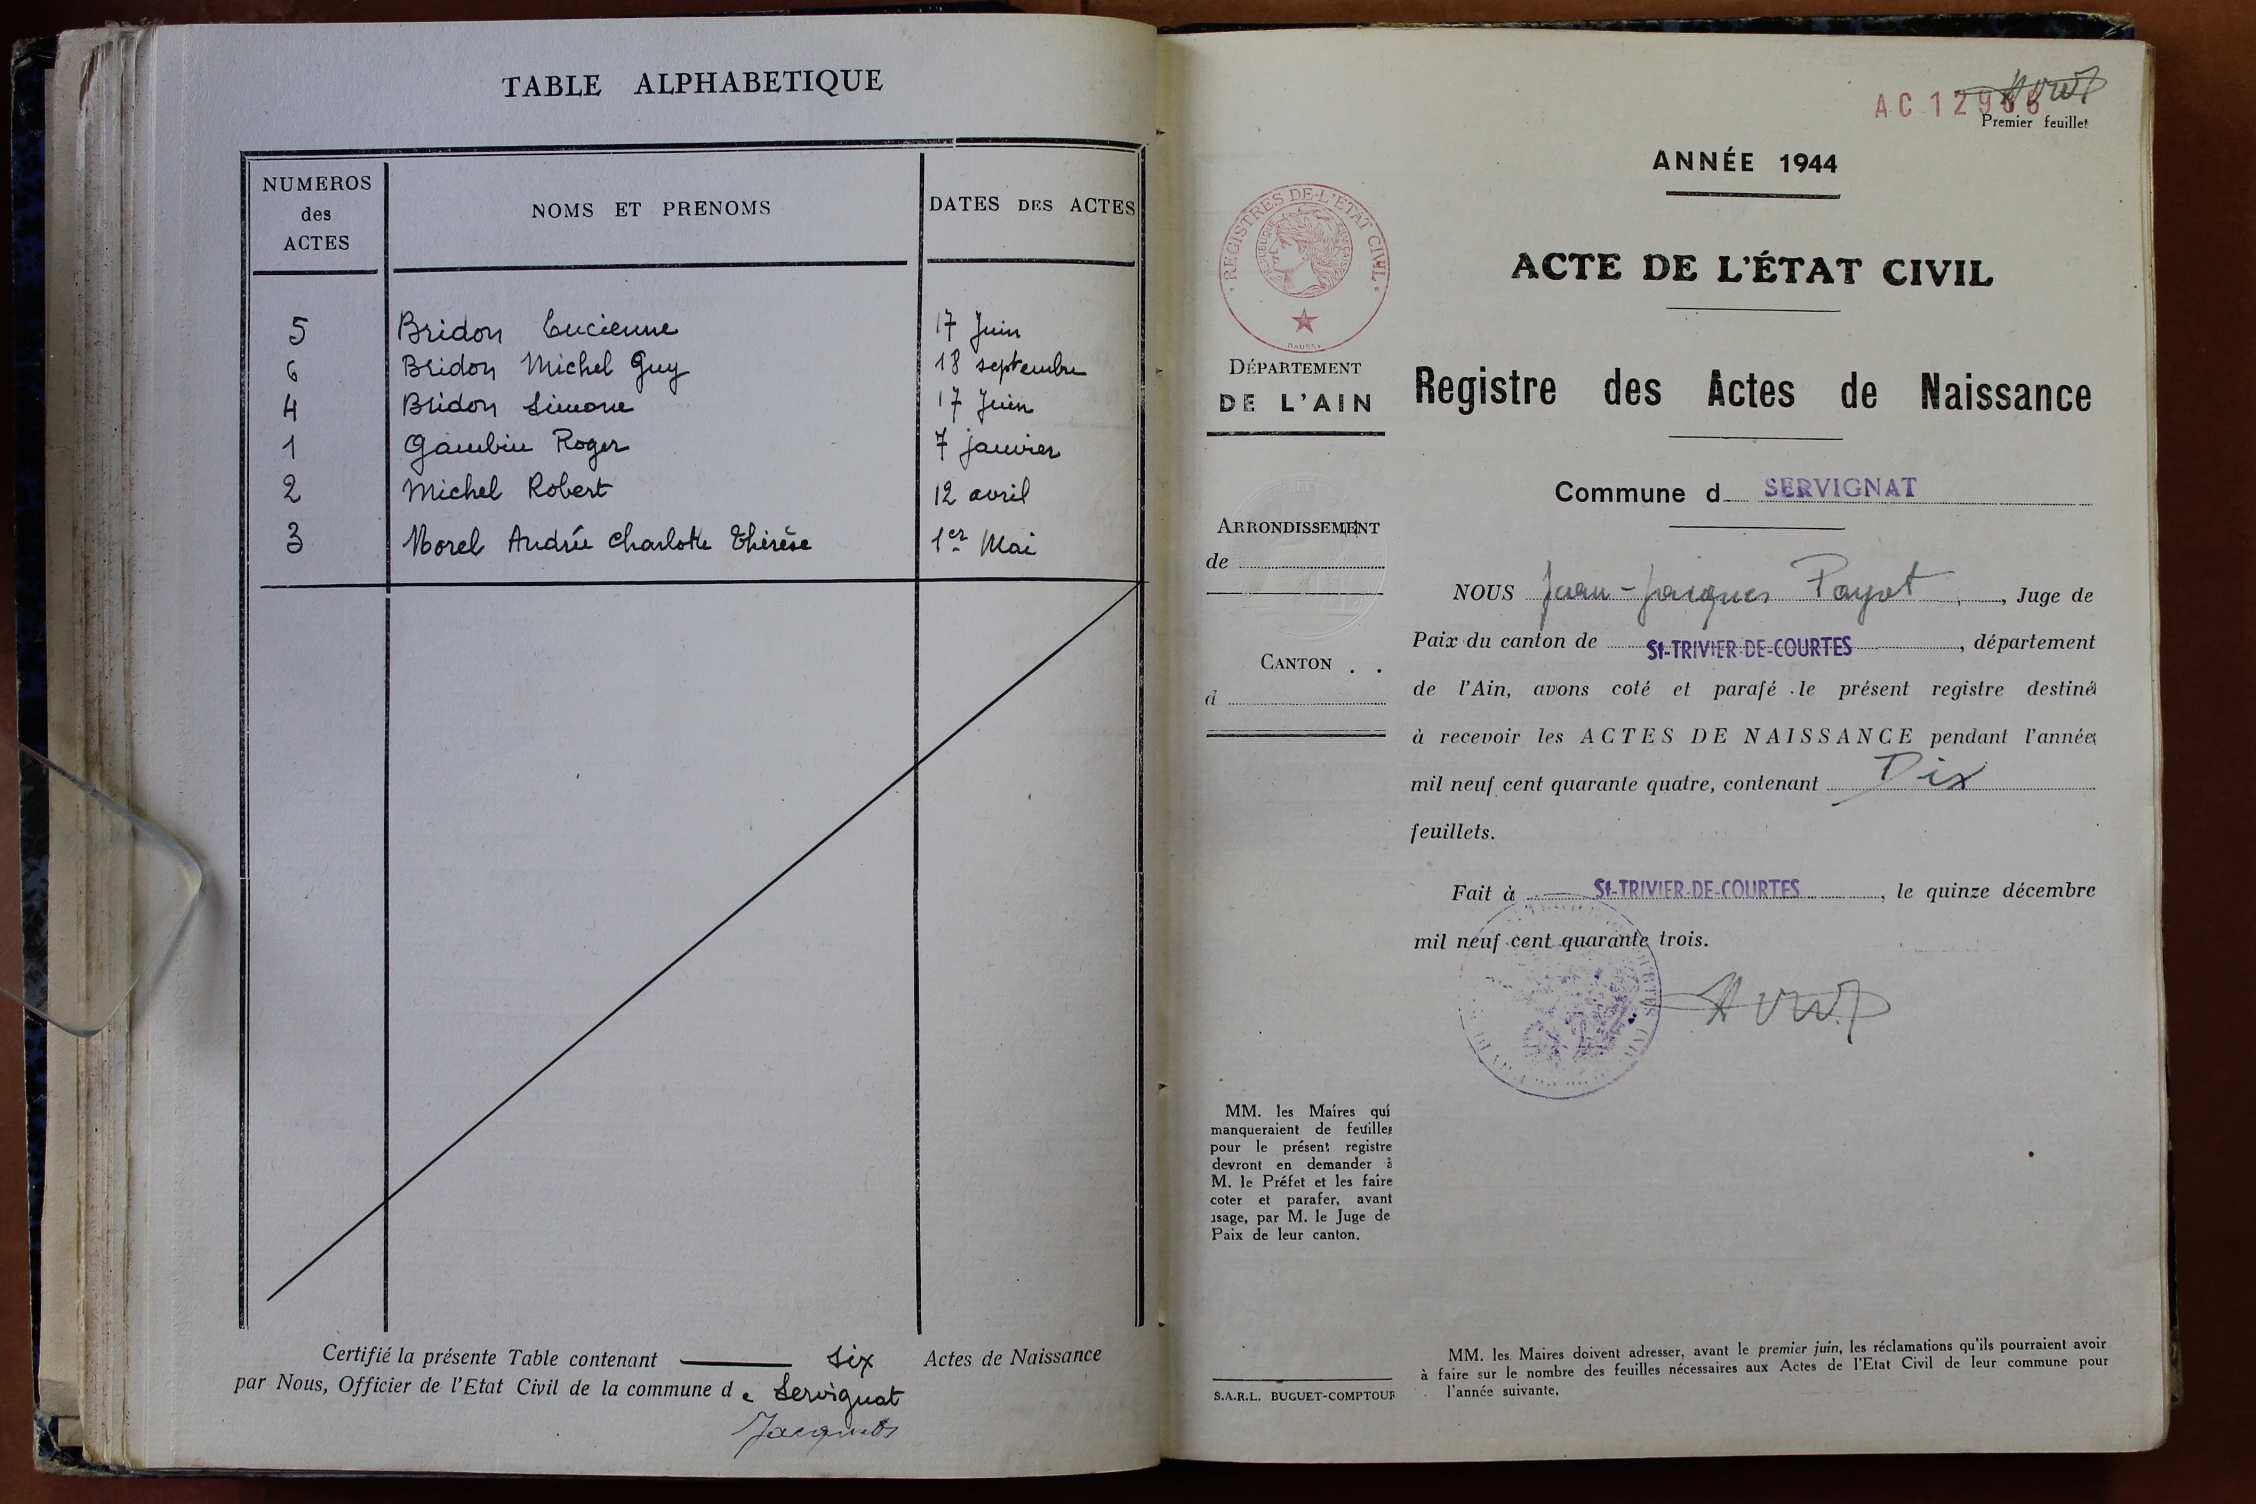 TABLE ALPHABETIQUE
NUMEROS
des
ACTES
NOMS ET PRENOMS
DATES DES ACTES
5 Bridon Lucienne 17 Juin
6 Bridon Michel Guy 18 septembre
4 Bridon Simone 17 Juin
1 Gambin Roger 7 janvier
2 Michel Robert 12 avril
3 Morel Andrée Charlotte Thérèse 1er Mai
Certifié la présente Table contenant six Actes de Naissance
par Nous, Officier de l'Etat Civil de la commune de Servignat
AC 12
Premier feuillet
ANNÉE 1944
REGISTRES DE L'ÉTAT CIVIL
RÉPUBLIQUE FRANÇAISE
ACTE DE L'ÉTAT CIVIL
DÉPARTEMENT
DE L'AIN
Registre des Actes de Naissance
Commune d SERVIGNAT
ARRONDISSEMENT
de
CANTON . .
d
NOUS Jean-Jacques Payot, Juge de
Paix du canton de St-TRIVIER-DE-COURTES, département
de l'Ain, avons coté et parafé le présent registre destiné
à recevoir les ACTES DE NAISSANCE pendant l'année
mil neuf cent quarante quatre, contenant Dix
feuillets.
Fait à St-TRIVIER-DE-COURTES, le quinze décembre
mil neuf cent quarante trois.
MM. les Maires qui
manqueraient de feuilles
pour le présent registre
devront en demander à
M. le Préfet et les faire
coter et parafer, avant
usage, par M. le Juge de
Paix de leur canton.
S.A.R.L. BUGUET-COMPTOUR
MM. les Maires doivent adresser, avant le premier juin, les réclamations qu'ils pourraient avoir
à faire sur le nombre des feuilles nécessaires aux Actes de l'Etat Civil de leur commune pour
l'année suivante.